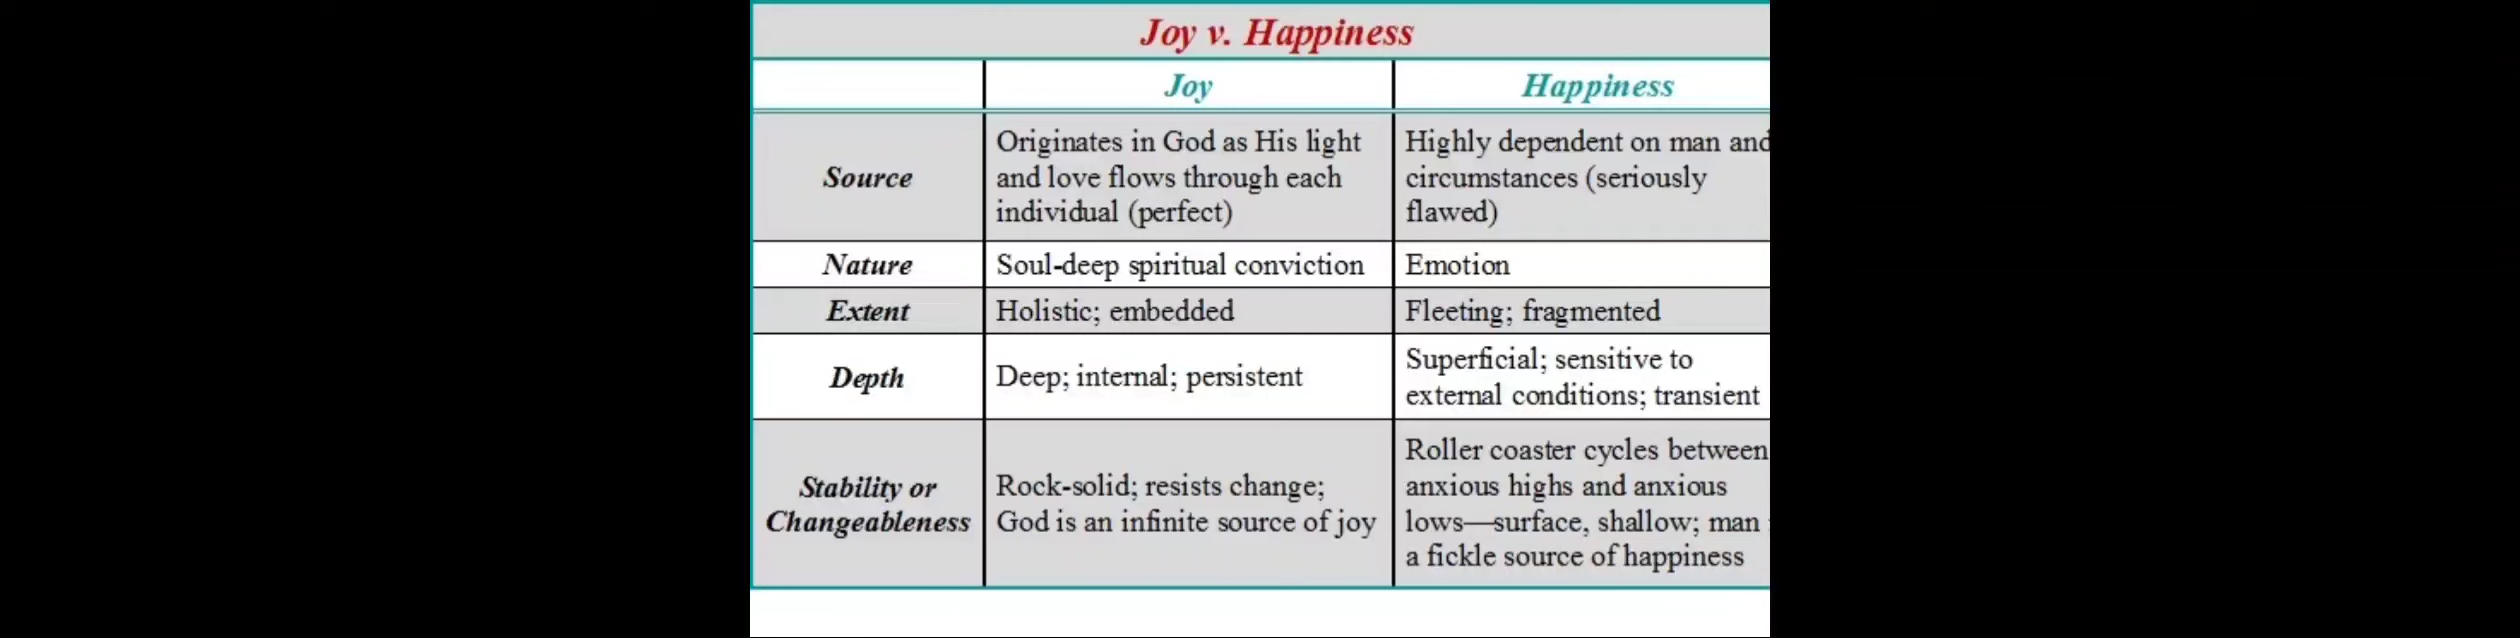 Joy v. Happiness
Joy
Happiness
Source
Originates in God as His light
and love flows through each
individual (perfect)
Highly dependent on man and
circumstances (seriously
flawed)
Nature
Soul-deep spiritual conviction
Emotion
Extent
Holistic; embedded
Fleeting; fragmented
Depth
Deep; internal; persistent
Superficial; sensitive to
external conditions; transient
Stability or
Changeableness
Rock-solid; resists change;
God is an infinite source of joy
Roller coaster cycles between
anxious highs and anxious
lows—surface, shallow; man
a fickle source of happiness